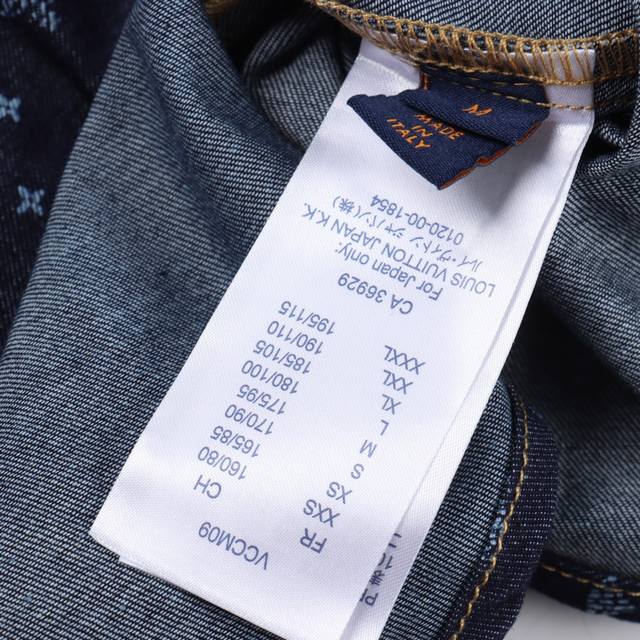 VCCM09
FR CH
XXS 160/80
XS 165/85
S 170/90
M 175/95
L 180/100
XL 185/105
XXL 190/110
XXXL 195/115
CA 36929
For Japan only:
LOUIS VUITTON JAPAN K.K.
ルイ・ヴィトン ジャパン(株)
0120-00-1854
M
MADE
IN
ITALY